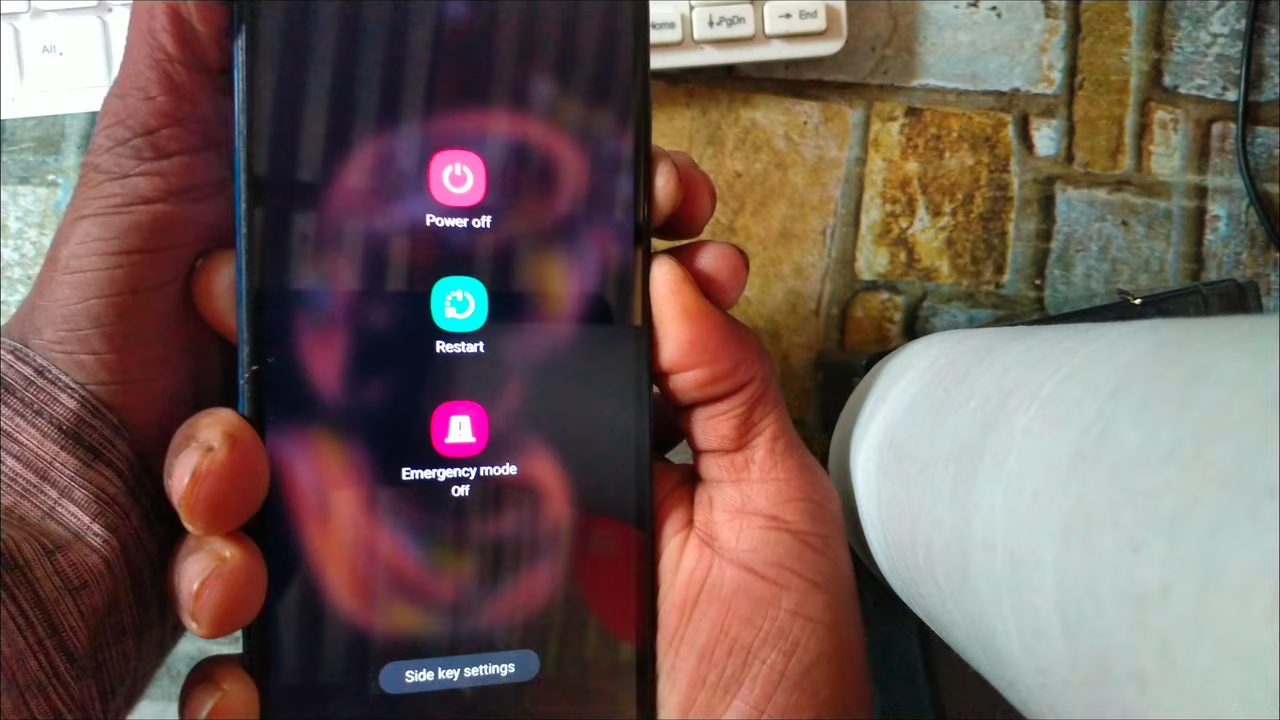 Alt
Home
↓PgDn
→ End
Power off
Restart
Emergency mode
Off
Side key settings